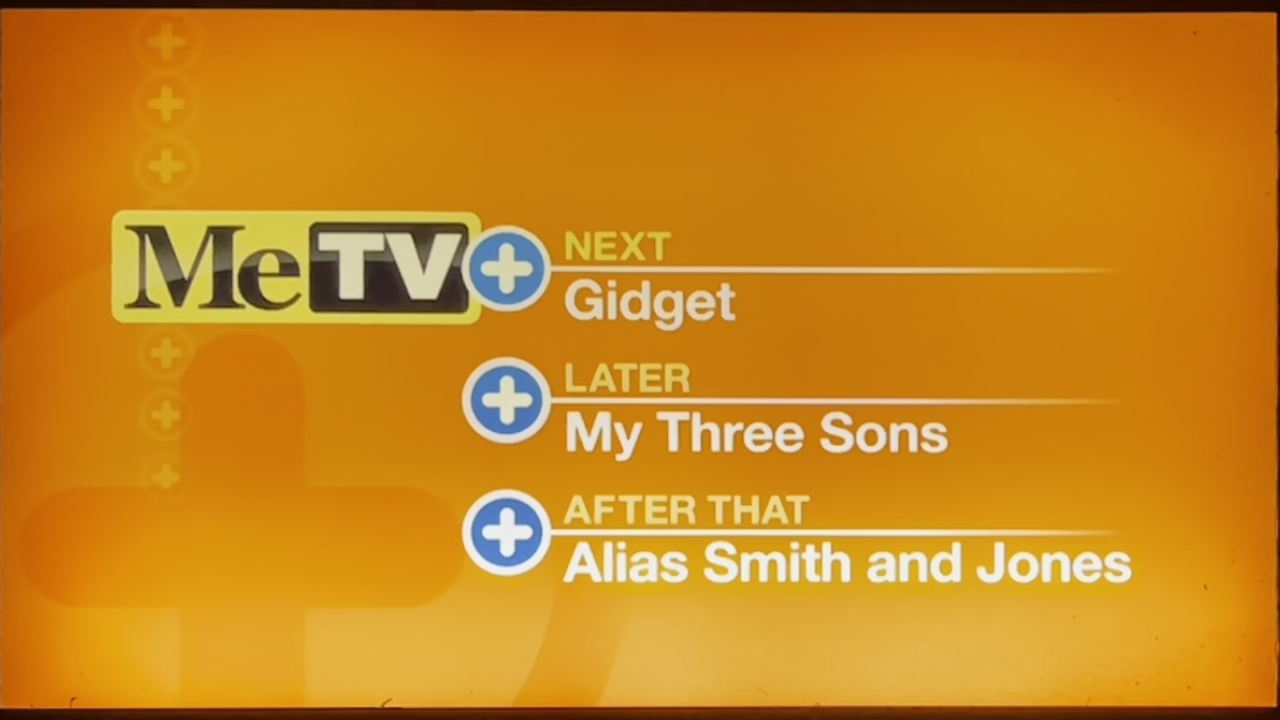 MeTV+
NEXT
Gidget
LATER
My Three Sons
AFTER THAT
Alias Smith and Jones